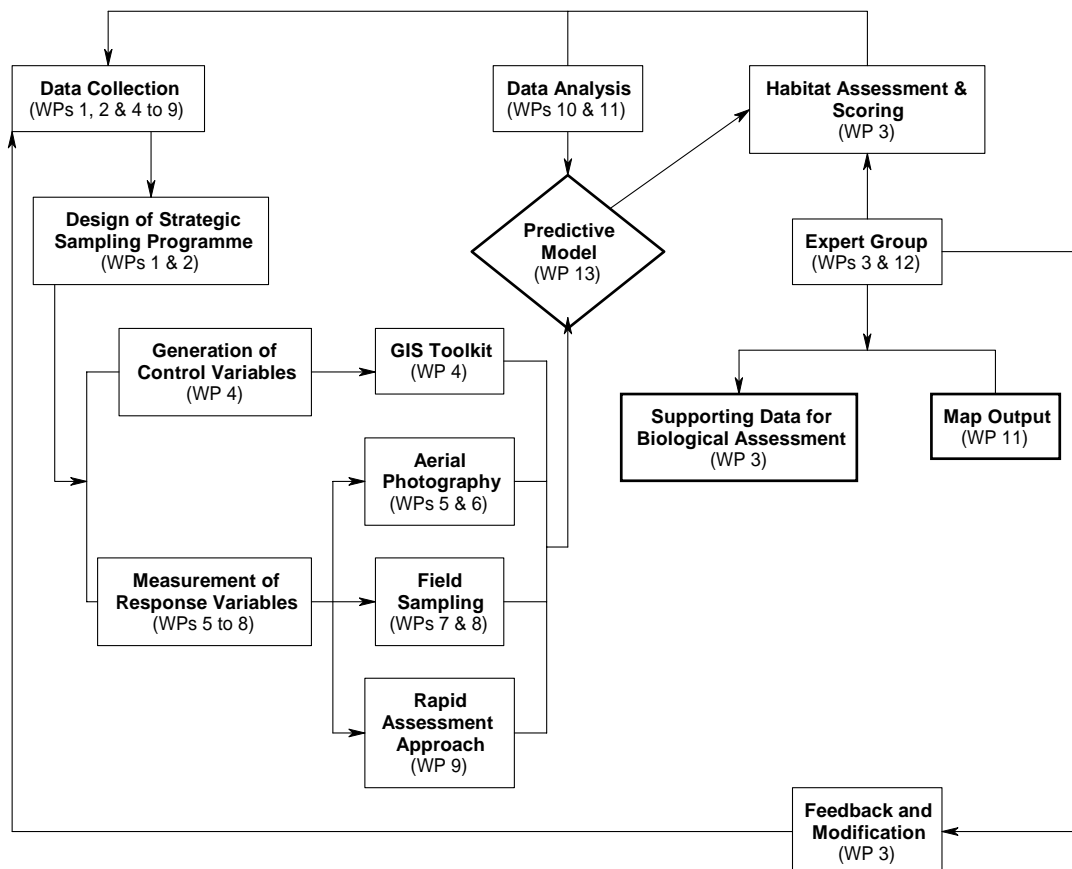 Data Collection
(WPs 1, 2 & 4 to 9)
Data Analysis
(WPs 10 & 11)
Habitat Assessment &
Scoring
(WP 3)
Design of Strategic
Sampling Programme
(WPs 1 & 2)
Predictive
Model
(WP 13)
Expert Group
(WPs 3 & 12)
Generation of
Control Variables
(WP 4)
GIS Toolkit
(WP 4)
Supporting Data for
Biological Assessment
(WP 3)
Map Output
(WP 11)
Aerial
Photography
(WPs 5 & 6)
Measurement of
Response Variables
(WPs 5 to 8)
Field
Sampling
(WPs 7 & 8)
Rapid
Assessment
Approach
(WP 9)
Feedback and
Modification
(WP 3)